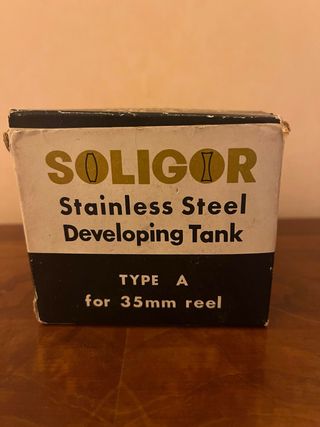 SOLIGOR
Stainless Steel
Developing Tank
TYPE A
for 35mm reel